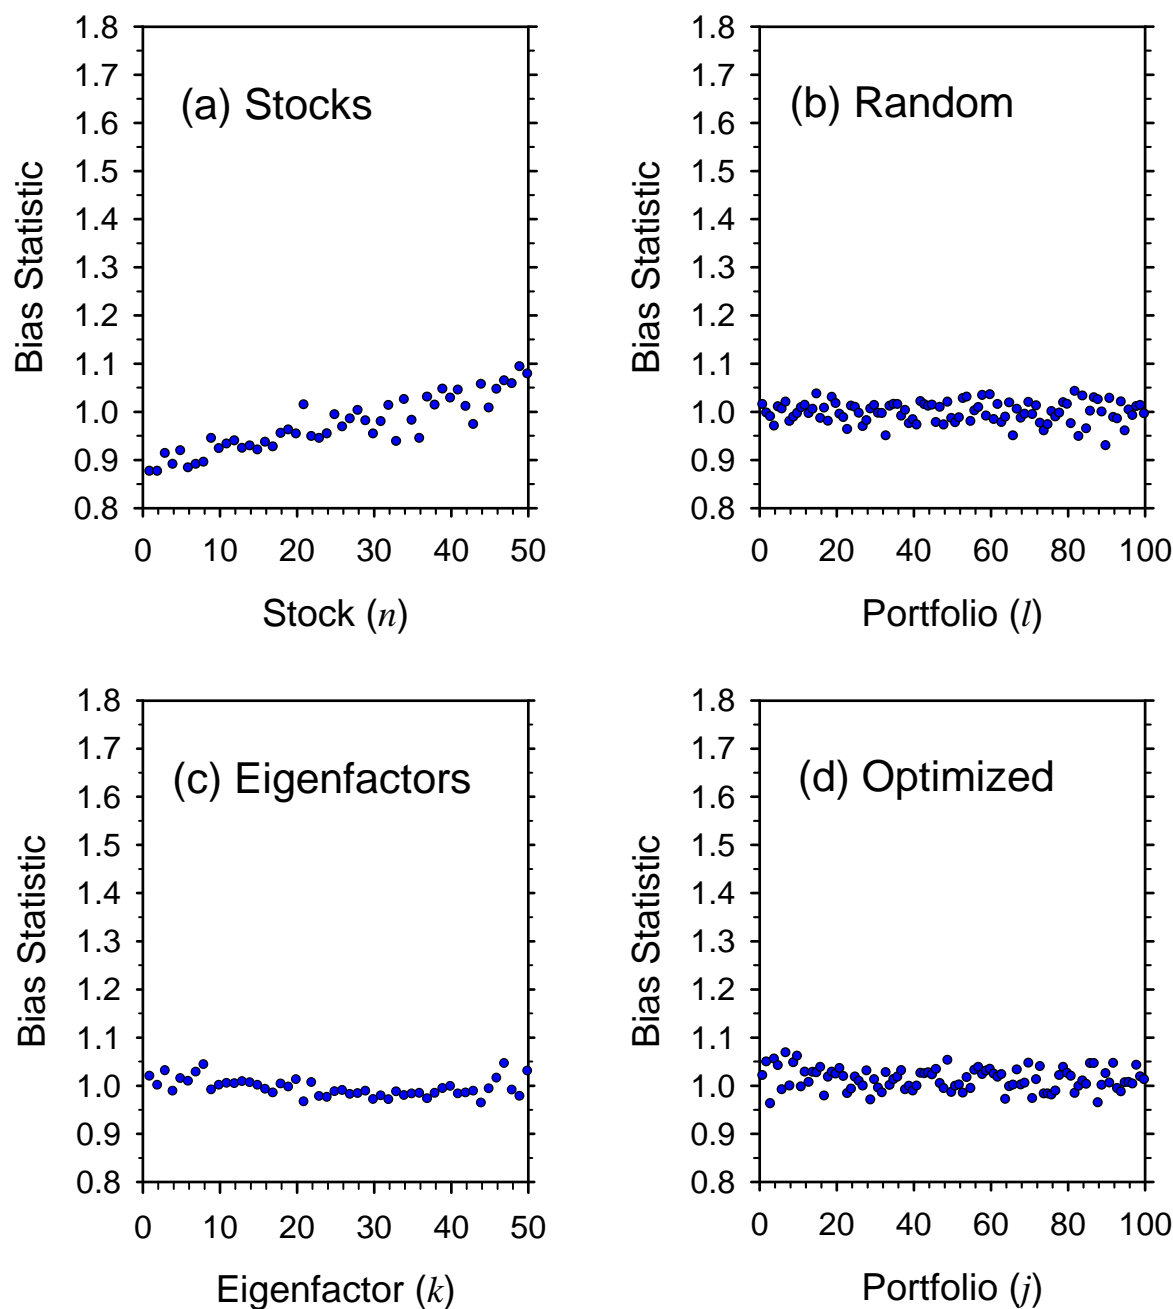 (a) Stocks
Bias Statistic
1.8
1.7
1.6
1.5
1.4
1.3
1.2
1.1
1.0
0.9
0.8
0 10 20 30 40 50
Stock (n)
(b) Random
Bias Statistic
1.8
1.7
1.6
1.5
1.4
1.3
1.2
1.1
1.0
0.9
0.8
0 20 40 60 80 100
Portfolio (l)
(c) Eigenfactors
Bias Statistic
1.8
1.7
1.6
1.5
1.4
1.3
1.2
1.1
1.0
0.9
0.8
0 10 20 30 40 50
Eigenfactor (k)
(d) Optimized
Bias Statistic
1.8
1.7
1.6
1.5
1.4
1.3
1.2
1.1
1.0
0.9
0.8
0 20 40 60 80 100
Portfolio (j)